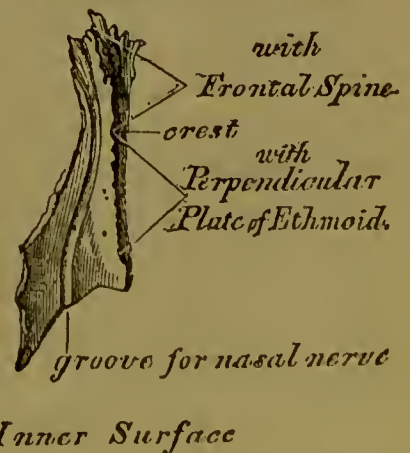 with
Frontal Spine
crest
with
Perpendicular
Plate of Ethmoid.
groove for nasal nerve
Inner Surface